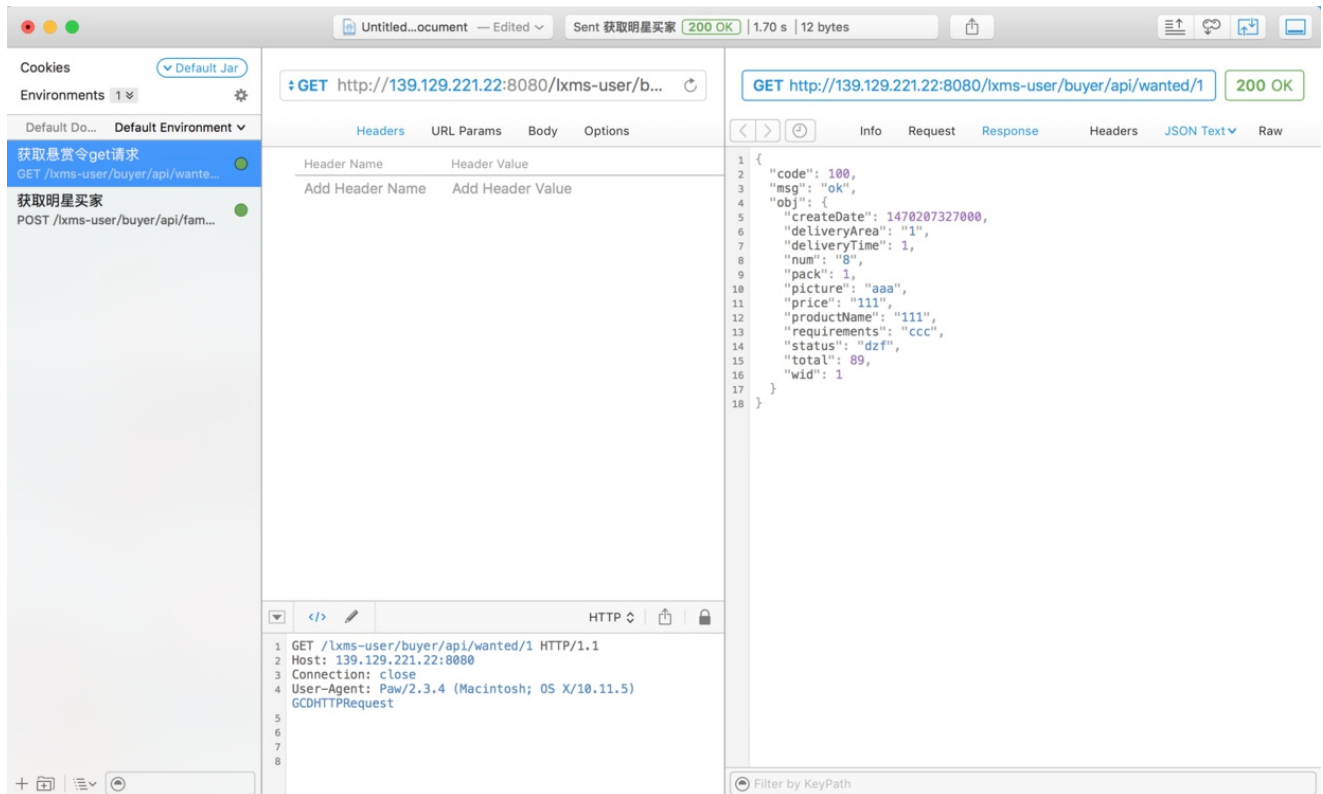 Untitled...ocument — Edited
Sent 获取明星买家 200 OK 1.70 s 12 bytes
Cookies
Default Jar
Environments 1
Default Do... Default Environment
获取悬赏令get请求
GET /lxms-user/buyer/api/wante...
获取明星买家
POST /lxms-user/buyer/api/fam...
GET http://139.129.221.22:8080/lxms-user/b...
Headers URL Params Body Options
Header Name Header Value
Add Header Name Add Header Value
HTTP
1 GET /lxms-user/buyer/api/wanted/1 HTTP/1.1
2 Host: 139.129.221.22:8080
3 Connection: close
4 User-Agent: Paw/2.3.4 (Macintosh; OS X/10.11.5)
GCDHTTPRequest
5
6
7
8
GET http://139.129.221.22:8080/lxms-user/buyer/api/wanted/1 200 OK
Info Request Response Headers JSON Text Raw
1 {
2 "code": 100,
3 "msg": "ok",
4 "obj": {
5 "createDate": 1470207327000,
6 "deliveryArea": "1",
7 "deliveryTime": 1,
8 "num": "8",
9 "pack": 1,
10 "picture": "aaa",
11 "price": "111",
12 "productName": "111",
13 "requirements": "ccc",
14 "status": "dzf",
15 "total": 89,
16 "wid": 1
17 }
18 }
Filter by KeyPath